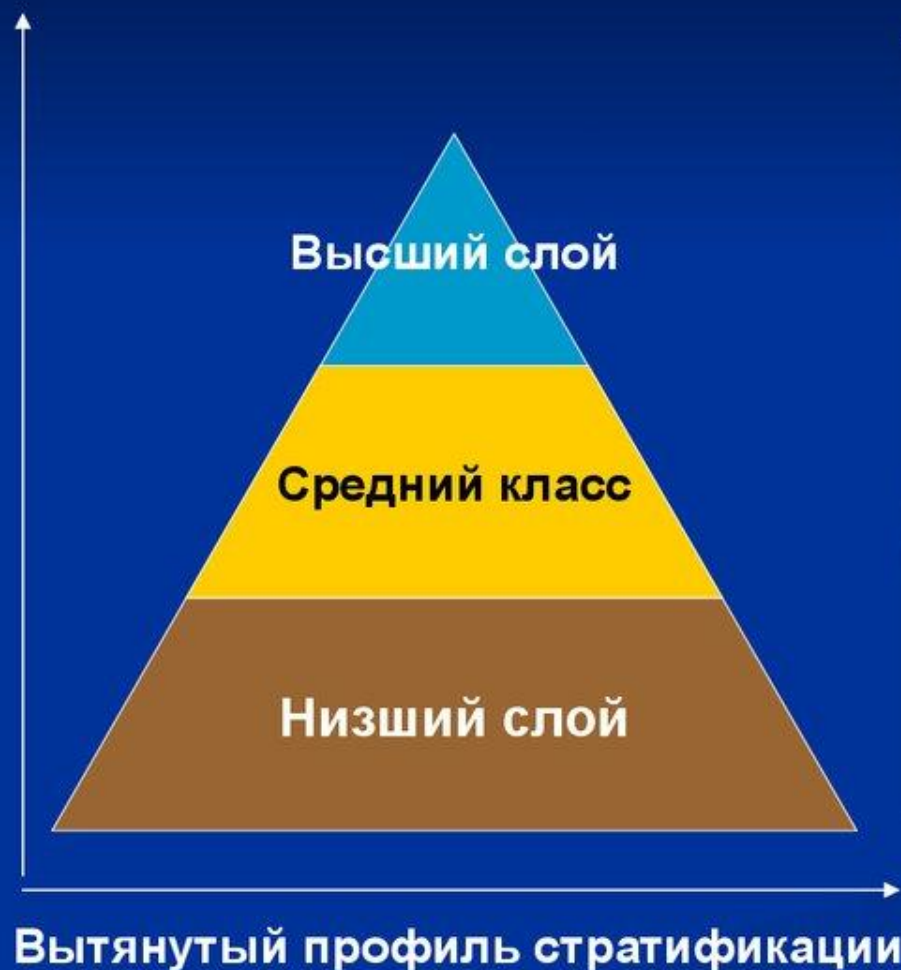 Высший слой
Средний класс
Низший слой
Вытянутый профиль стратификации